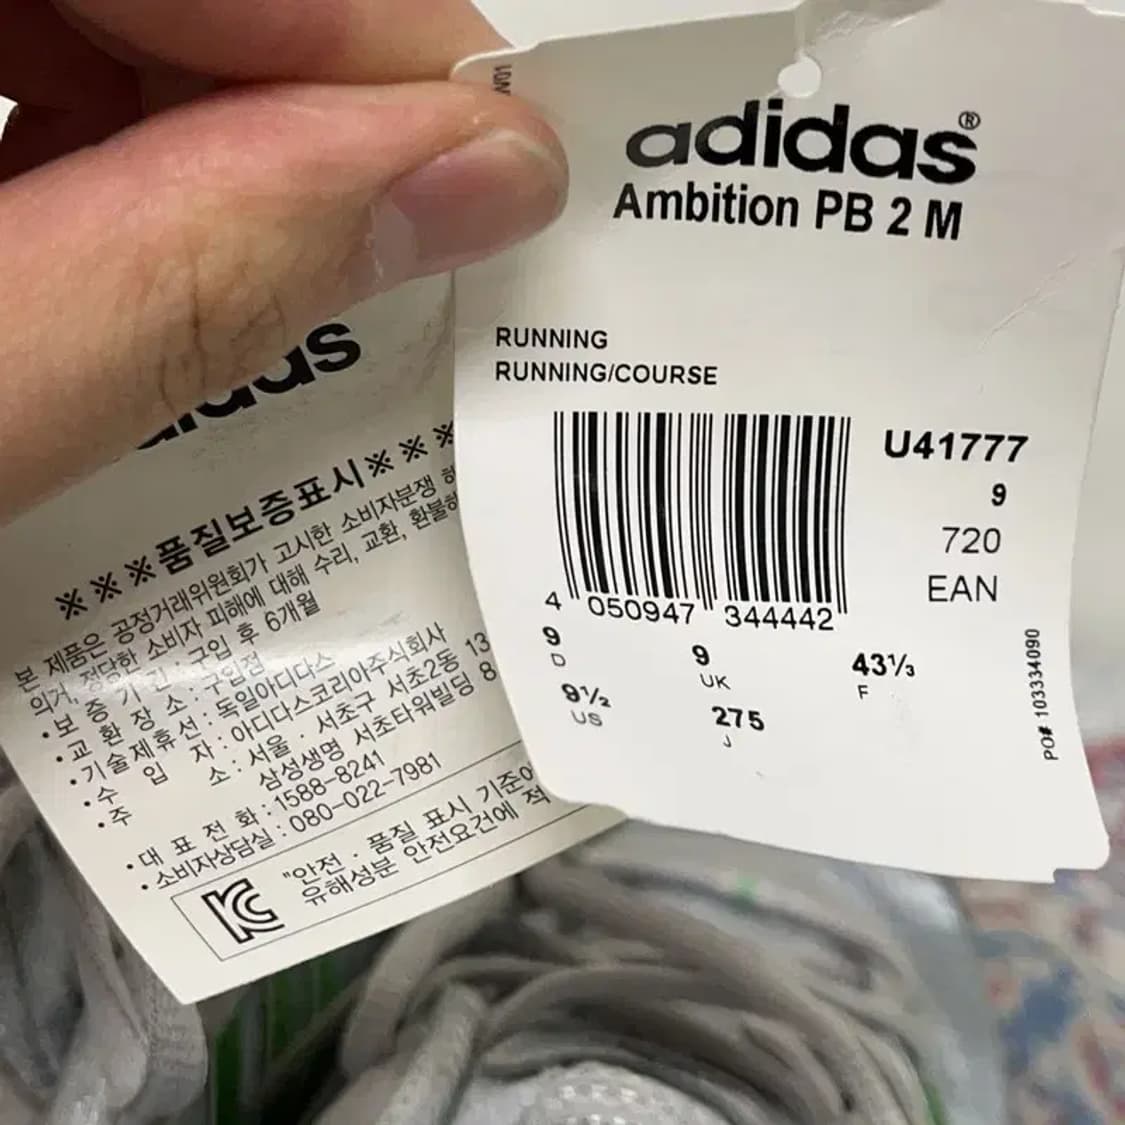 adidas®
Ambition PB 2 M
RUNNING
RUNNING/COURSE
U41777
9
720
EAN
4 050947 344442
9
D
9
UK
43⅓
F
9½
US
275
J
PO# 103334090
※※※품질보증표시※※※
본 제품은 공정거래위원회가 고시한 소비자분쟁
의거, 정당한 소비자 피해에 대해 수리, 교환,
•보 증 기 간 : 구입 후 6개월
•교 환 장 소 : 구입점
•기술제휴선 : 독일아디다스
•수 입 자 : 아디다스코리아주식회사
•주 소 : 서울 · 서초구 서초2동 13
삼성생명 서초타워빌딩 8
•대 표 전 화 : 1588-8241
•소비자상담실 : 080-022-7981
"안전 · 품질 표시
유해성분 안전요건에 적